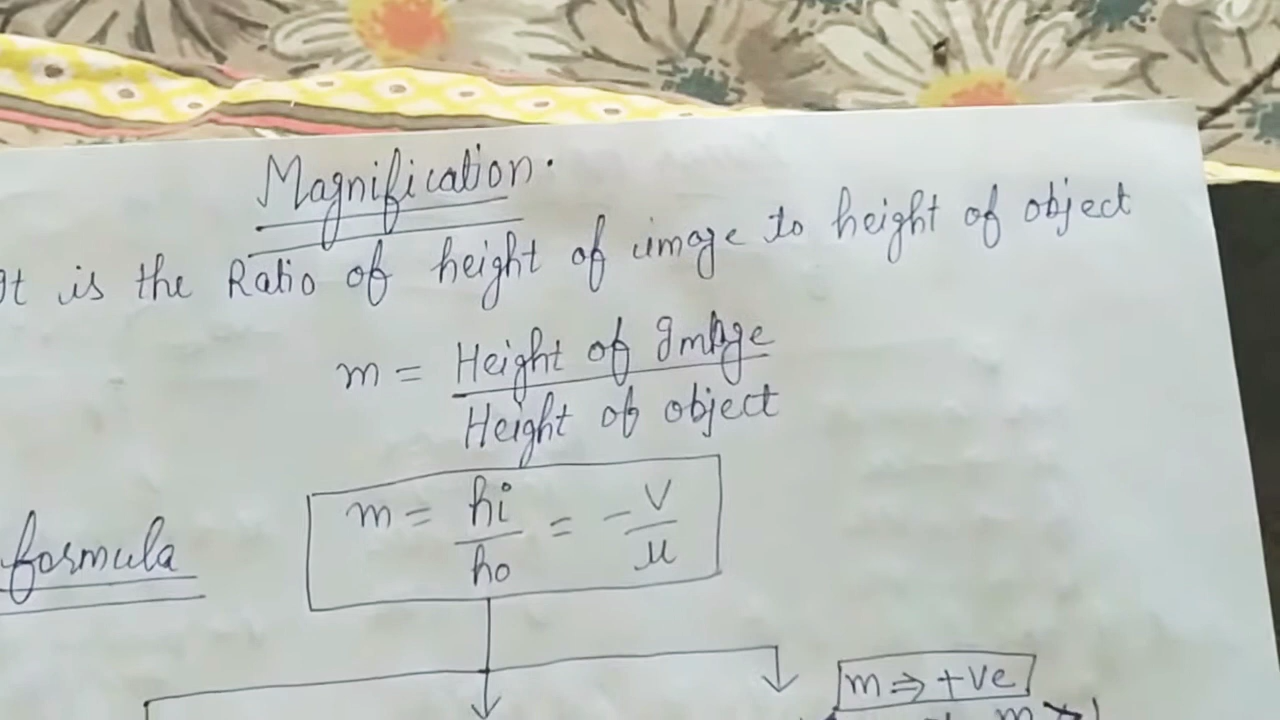 Magnification.
It is the Ratio of height of image to height of object
m = Height of Image
Height of object
formula
m = hi = - v
ho u
m ⇒ +ve
m